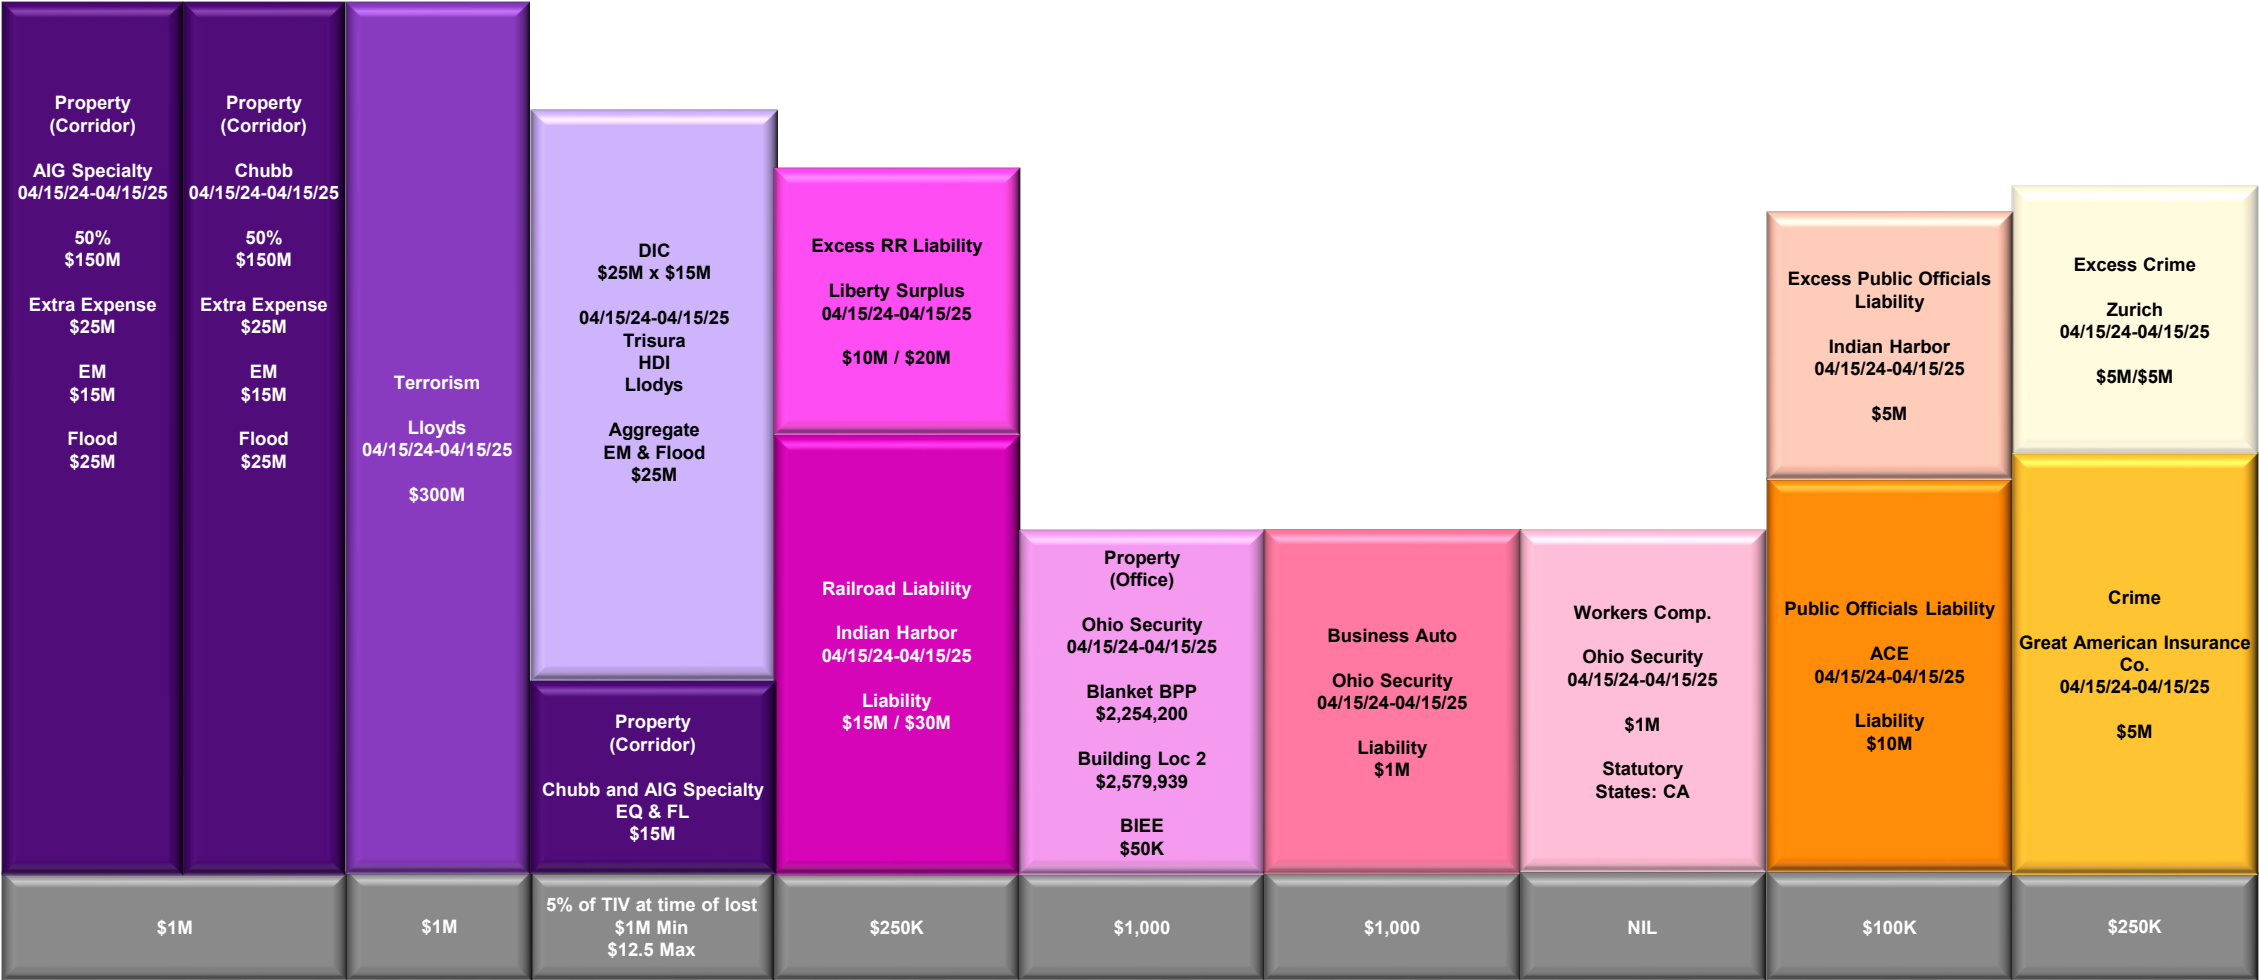 Property
(Corridor)
AIG Specialty
04/15/24-04/15/25
50%
$150M
Extra Expense
$25M
EM
$15M
Flood
$25M
Property
(Corridor)
Chubb
04/15/24-04/15/25
50%
$150M
Extra Expense
$25M
EM
$15M
Flood
$25M
$1M
Terrorism
Lloyds
04/15/24-04/15/25
$300M
$1M
DIC
$25M x $15M
04/15/24-04/15/25
Trisura
HDI
Llodys
Aggregate
EM & Flood
$25M
Property
(Corridor)
Chubb and AIG Specialty
EQ & FL
$15M
5% of TIV at time of lost
$1M Min
$12.5 Max
Excess RR Liability
Liberty Surplus
04/15/24-04/15/25
$10M / $20M
Railroad Liability
Indian Harbor
04/15/24-04/15/25
Liability
$15M / $30M
$250K
Property
(Office)
Ohio Security
04/15/24-04/15/25
Blanket BPP
$2,254,200
Building Loc 2
$2,579,939
BIEE
$50K
$1,000
Business Auto
Ohio Security
04/15/24-04/15/25
Liability
$1M
$1,000
Workers Comp.
Ohio Security
04/15/24-04/15/25
$1M
Statutory
States: CA
NIL
Excess Public Officials
Liability
Indian Harbor
04/15/24-04/15/25
$5M
Public Officials Liability
ACE
04/15/24-04/15/25
Liability
$10M
$100K
Excess Crime
Zurich
04/15/24-04/15/25
$5M/$5M
Crime
Great American Insurance
Co.
04/15/24-04/15/25
$5M
$250K